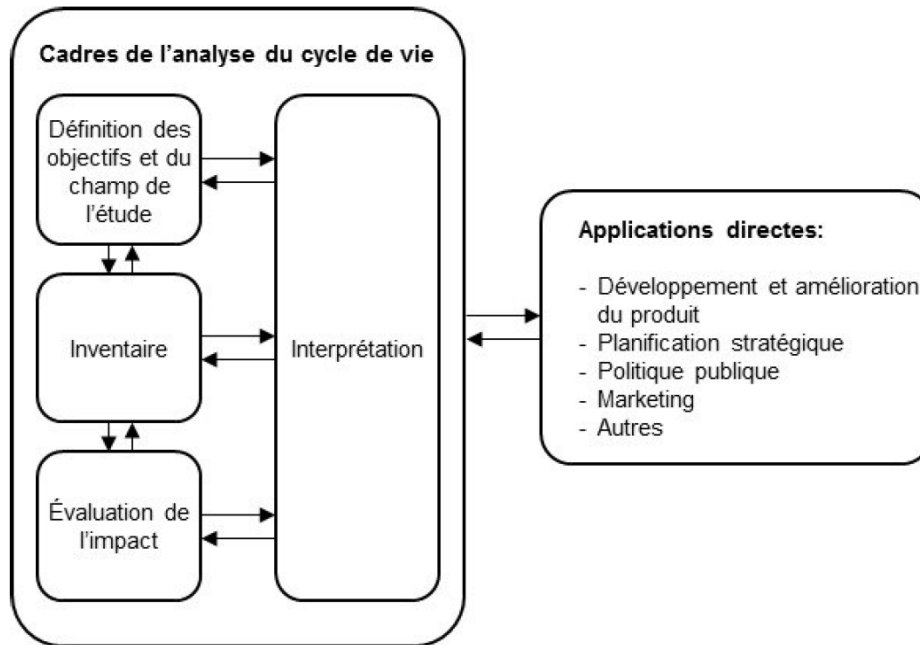 Cadres de l’analyse du cycle de vie
Définition des
objectifs et du
champ de
l’étude
Inventaire
Évaluation de
l’impact
Interprétation
Applications directes:
- Développement et amélioration
du produit
- Planification stratégique
- Politique publique
- Marketing
- Autres